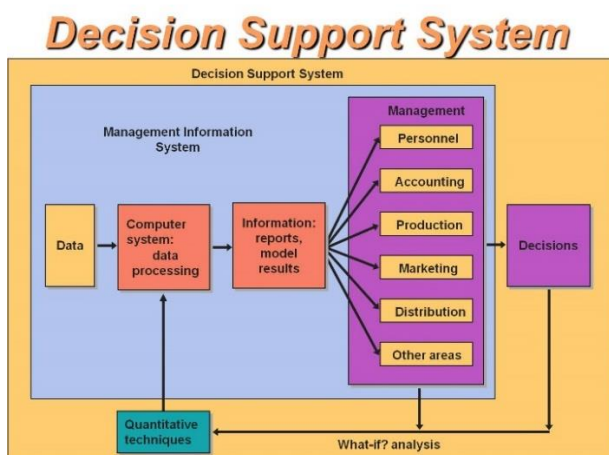 Decision Support System
Decision Support System
Management Information
System
Management
Personnel
Accounting
Production
Marketing
Distribution
Other areas
Data
Computer
system:
data
processing
Information:
reports,
model
results
Decisions
Quantitative
techniques
What-if? analysis